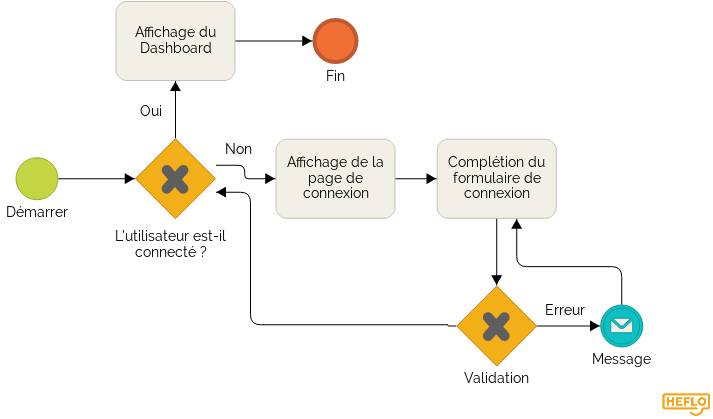 Affichage du
Dashboard
Fin
Oui
Non
Affichage de la
page de
connexion
Complétion du
formulaire de
connexion
Démarrer
L'utilisateur est-il
connecté ?
Erreur
Message
Validation
HEFLO